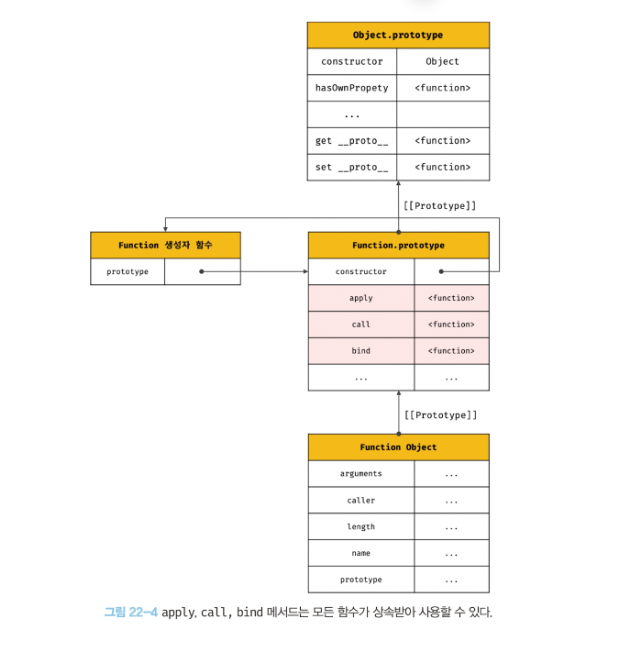 Object.prototype
constructor Object
hasOwnPropety <function>
...
get __proto__ <function>
set __proto__ <function>
[[Prototype]]
Function 생성자 함수
prototype
Function.prototype
constructor
apply <function>
call <function>
bind <function>
... ...
[[Prototype]]
Function Object
arguments ...
caller ...
length ...
name ...
prototype ...
그림 22-4 apply, call, bind 메서드는 모든 함수가 상속받아 사용할 수 있다.